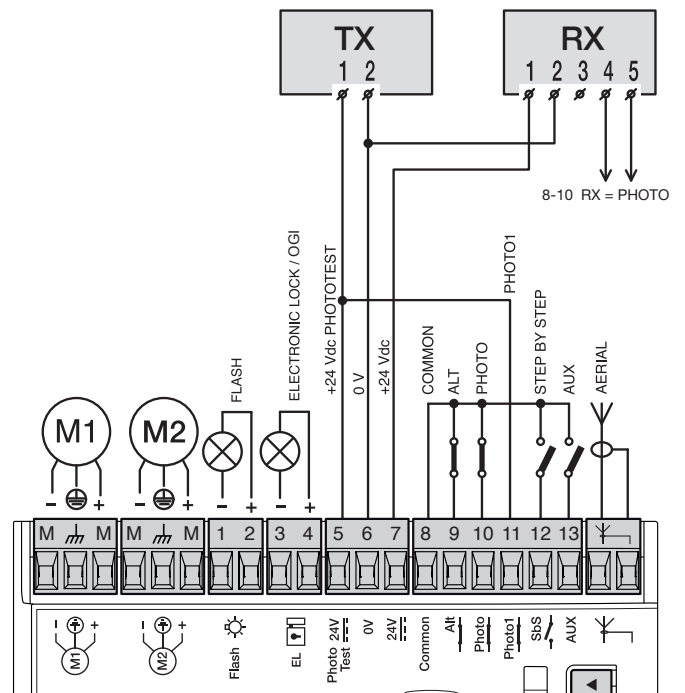 TX
1 2
RX
1 2 3 4 5
8-10 RX = PHOTO
FLASH
ELECTRONIC LOCK / OGI
+24 Vdc PHOTOTEST
0 V
+24 Vdc
COMMON
ALT
PHOTO
PHOTO1
STEP BY STEP
AUX
AERIAL
M1
- +
M2
- +
- +
- +
M M M M 1 2 3 4 5 6 7 8 9 10 11 12 13
- +
M1
- +
M2
Flash
EL
Photo 24V
Test
0V
24V
Common
Alt
Photo
Photo1
SbS
AUX